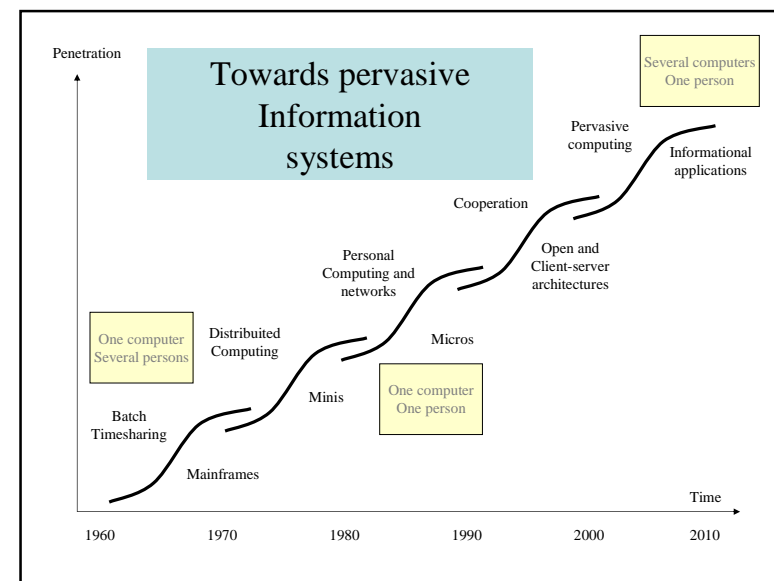 Penetration
Towards pervasive
Information
systems
Several computers
One person
Pervasive
computing
Informational
applications
Cooperation
Open and
Client-server
architectures
Personal
Computing and
networks
Micros
One computer
Several persons
Distribuited
Computing
Minis
One computer
One person
Batch
Timesharing
Mainframes
Time
1960
1970
1980
1990
2000
2010